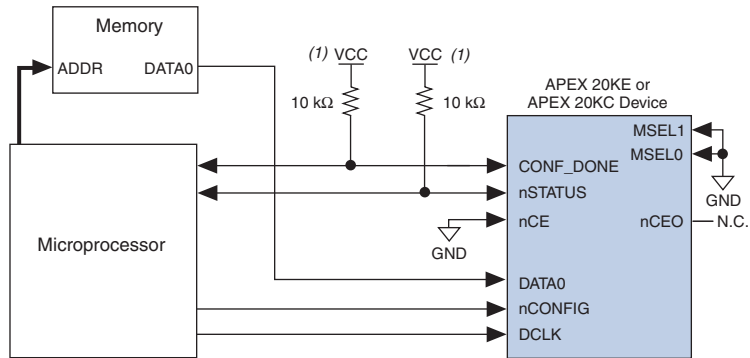 Memory
ADDR DATA0
(1) VCC
VCC (1)
10 kΩ
10 kΩ
APEX 20KE or
APEX 20KC Device
MSEL1
MSEL0
GND
CONF_DONE
nSTATUS
nCE
GND
nCEO N.C.
Microprocessor
DATA0
nCONFIG
DCLK